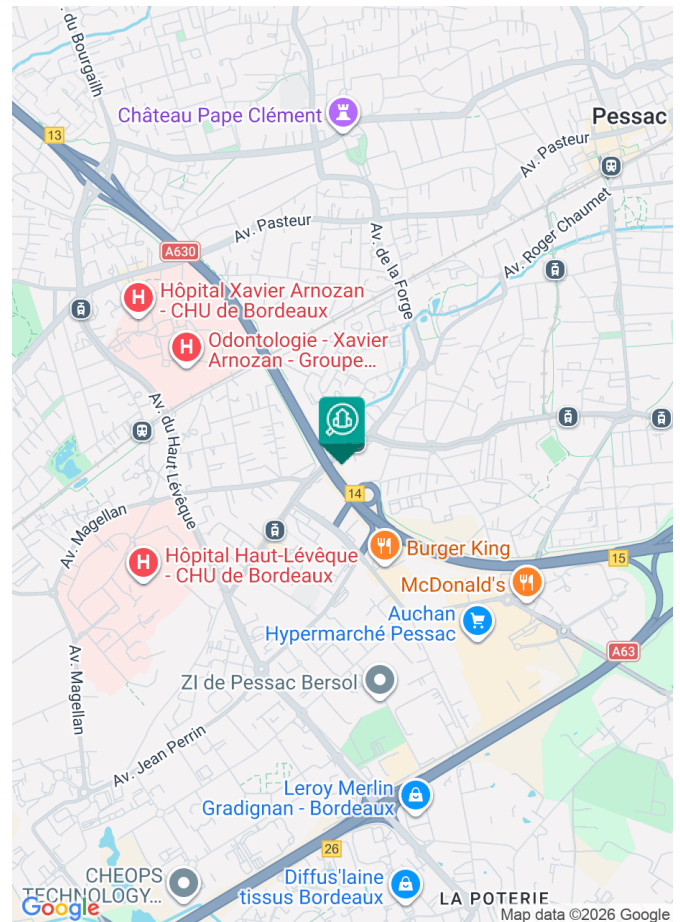 du Bourgailh
Château Pape Clément
Pessac
13
Av. Pasteur
Av. Pasteur
Av. de la Forge
Av. Roger Chaumet
A630
Hôpital Xavier Arnozan
- CHU de Bordeaux
Odontologie - Xavier
Arnozan - Groupe...
Av. du Haut Lévêque
14
Av. Magellan
Hôpital Haut-Lévêque
- CHU de Bordeaux
Burger King
15
McDonald's
Auchan
Hypermarché Pessac
A63
Av. Magellan
ZI de Pessac Bersol
Av. Jean Perrin
Leroy Merlin
Gradignan - Bordeaux
26
CHEOPS
TECHNOLOGY...
Diffus'laine
tissus Bordeaux
LA POTERIE
Google
Map data ©2026 Google